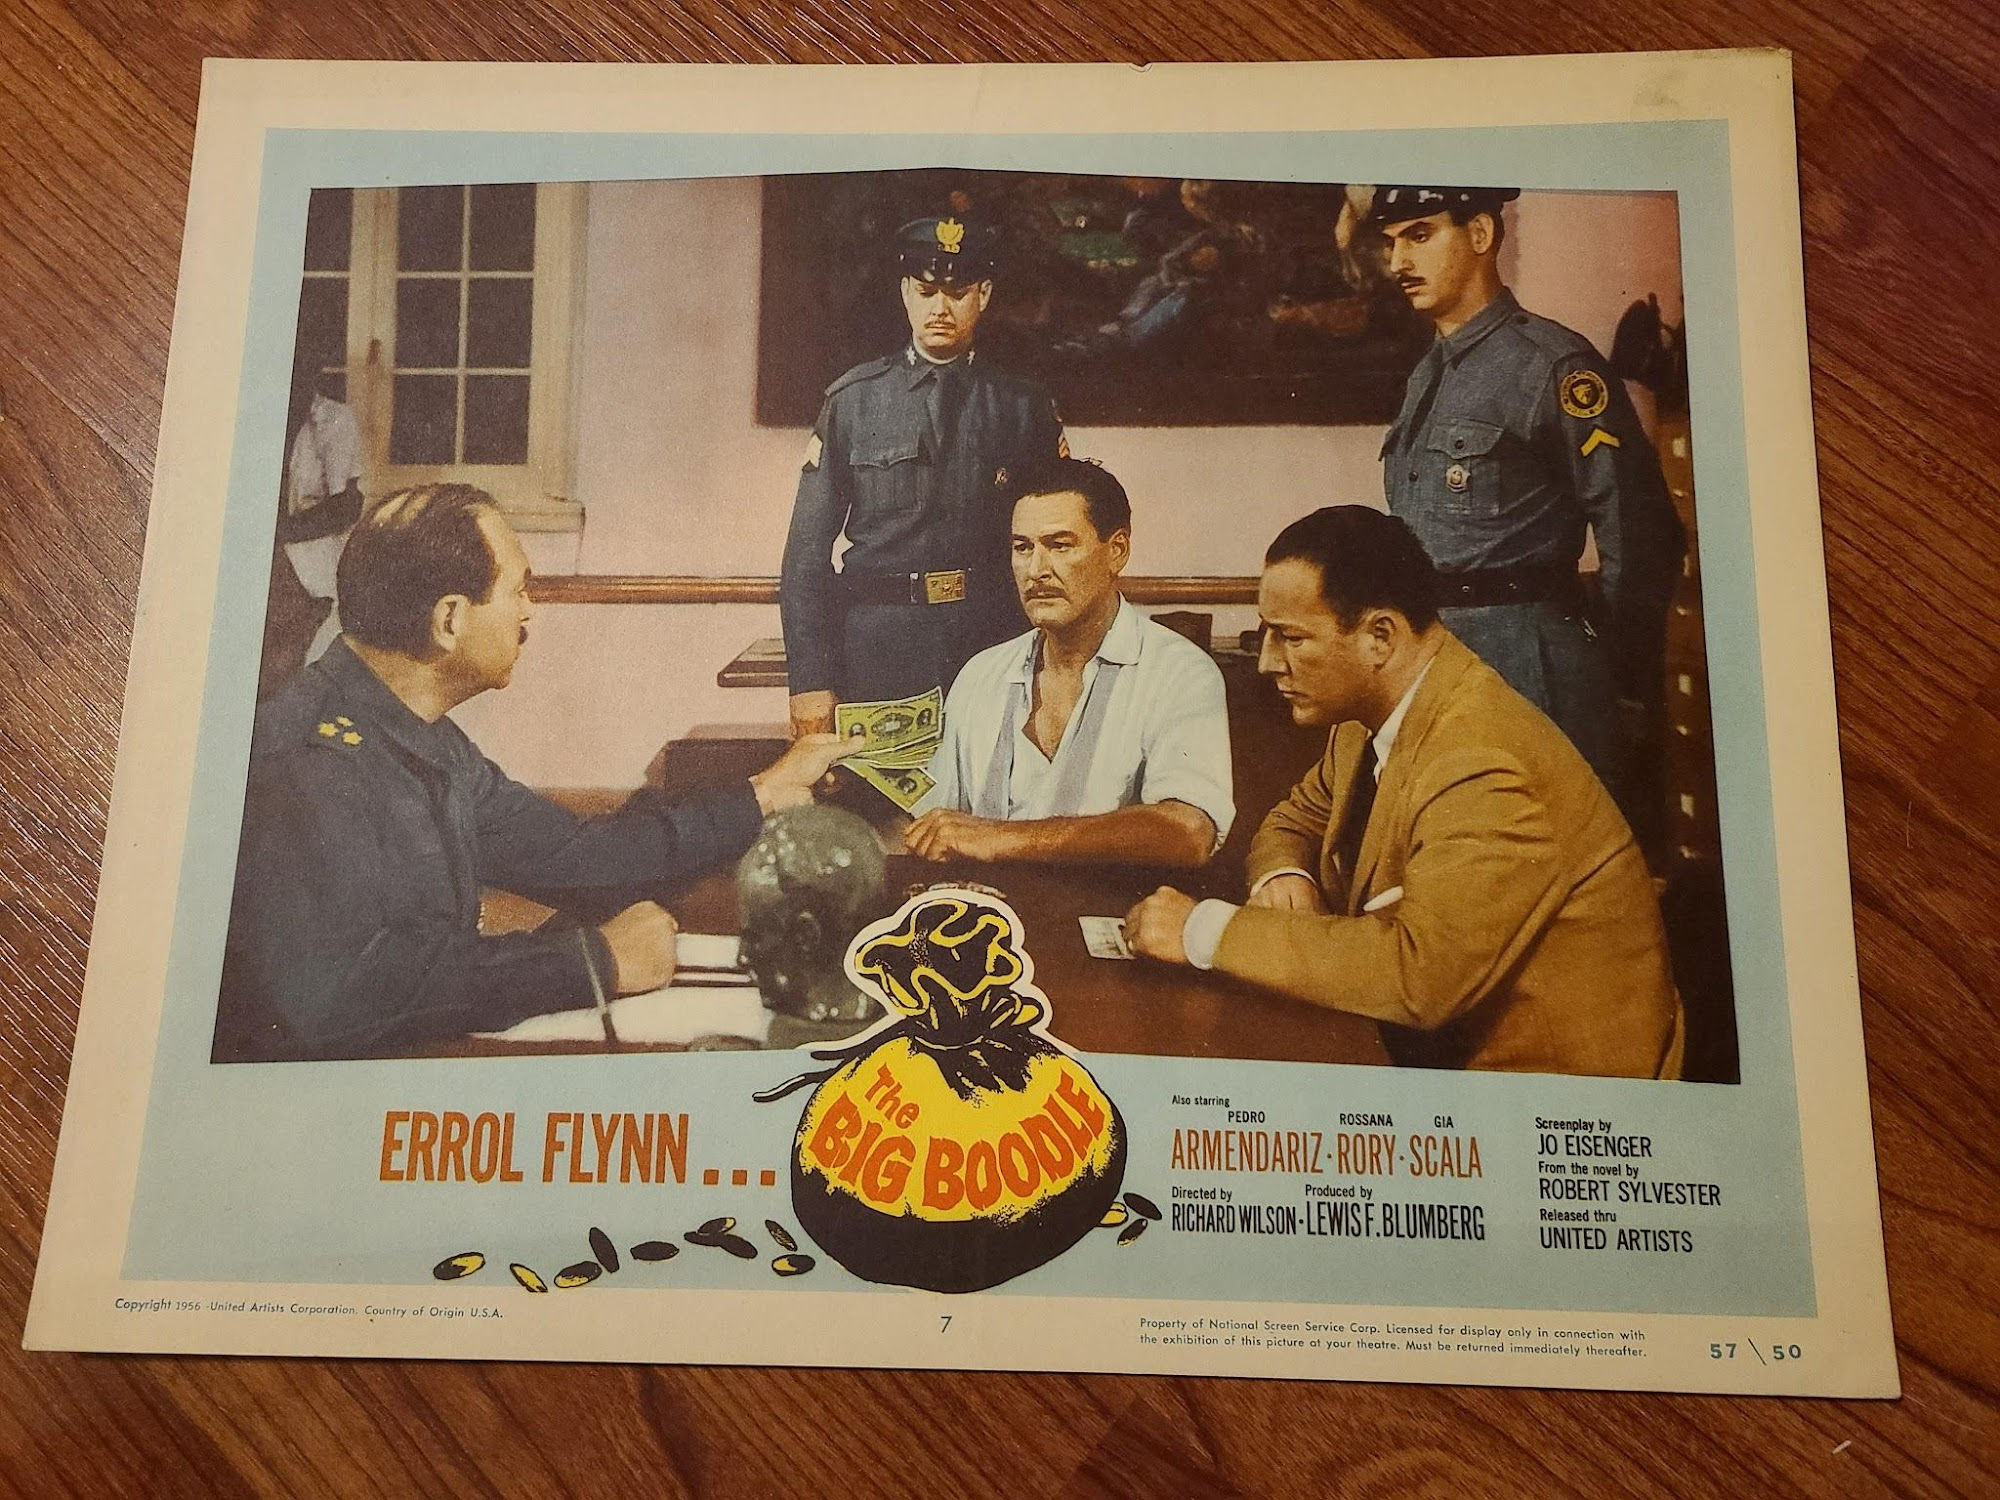 ERROL FLYNN...
The
BIG BOODLE
Also starring
PEDRO ROSSANA GIA
ARMENDARIZ · RORY · SCALA
Directed by Produced by
RICHARD WILSON · LEWIS F. BLUMBERG
Screenplay by
JO EISENGER
From the novel by
ROBERT SYLVESTER
Released thru
UNITED ARTISTS
Copyright 1956 - United Artists Corporation. Country of Origin U.S.A.
7
Property of National Screen Service Corp. Licensed for display only in connection with
the exhibition of this picture at your theatre. Must be returned immediately thereafter.
57 \ 50